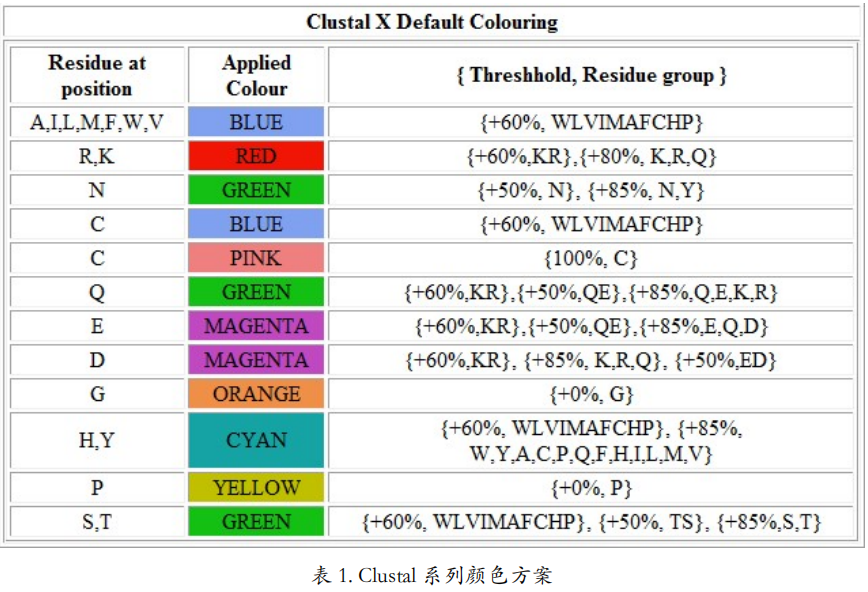 Clustal X Default Colouring
Residue at position Applied Colour { Threshhold, Residue group }
A,I,L,M,F,W,V BLUE {+60%, WLVIMAFCHP}
R,K RED {+60%,KR},{+80%, K,R,Q}
N GREEN {+50%, N}, {+85%, N,Y}
C BLUE {+60%, WLVIMAFCHP}
C PINK {100%, C}
Q GREEN {+60%,KR},{+50%,QE},{+85%,Q,E,K,R}
E MAGENTA {+60%,KR},{+50%,QE},{+85%,E,Q,D}
D MAGENTA {+60%,KR}, {+85%, K,R,Q}, {+50%,ED}
G ORANGE {+0%, G}
H,Y CYAN {+60%, WLVIMAFCHP}, {+85%,
W,Y,A,C,P,Q,F,H,I,L,M,V}
P YELLOW {+0%, P}
S,T GREEN {+60%, WLVIMAFCHP}, {+50%, TS}, {+85%,S,T}
表 1. Clustal 系列颜色方案